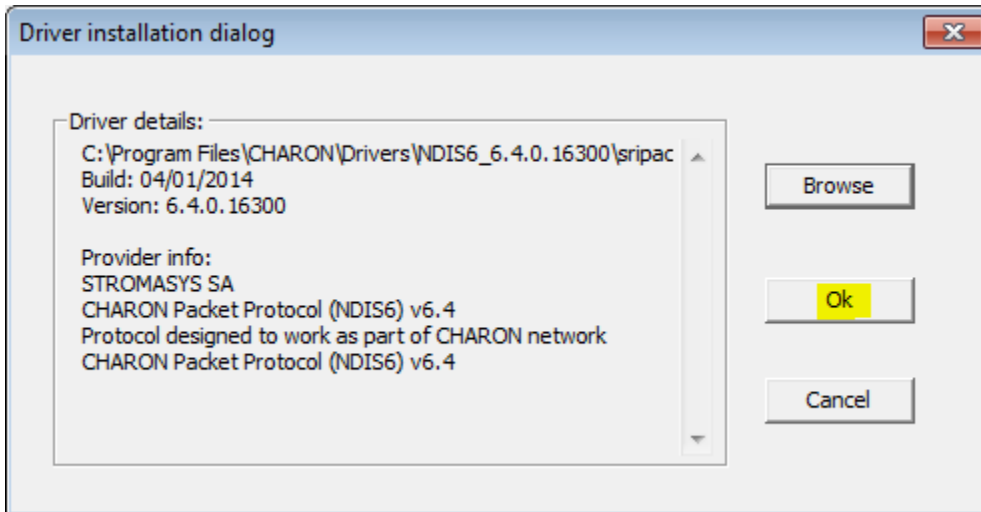 Driver installation dialog
Driver details:
C:\Program Files\CHARON\Drivers\NDIS6_6.4.0.16300\sripac
Build: 04/01/2014
Version: 6.4.0.16300
Provider info:
STROMASYS SA
CHARON Packet Protocol (NDIS6) v6.4
Protocol designed to work as part of CHARON network
CHARON Packet Protocol (NDIS6) v6.4
Browse
Ok
Cancel